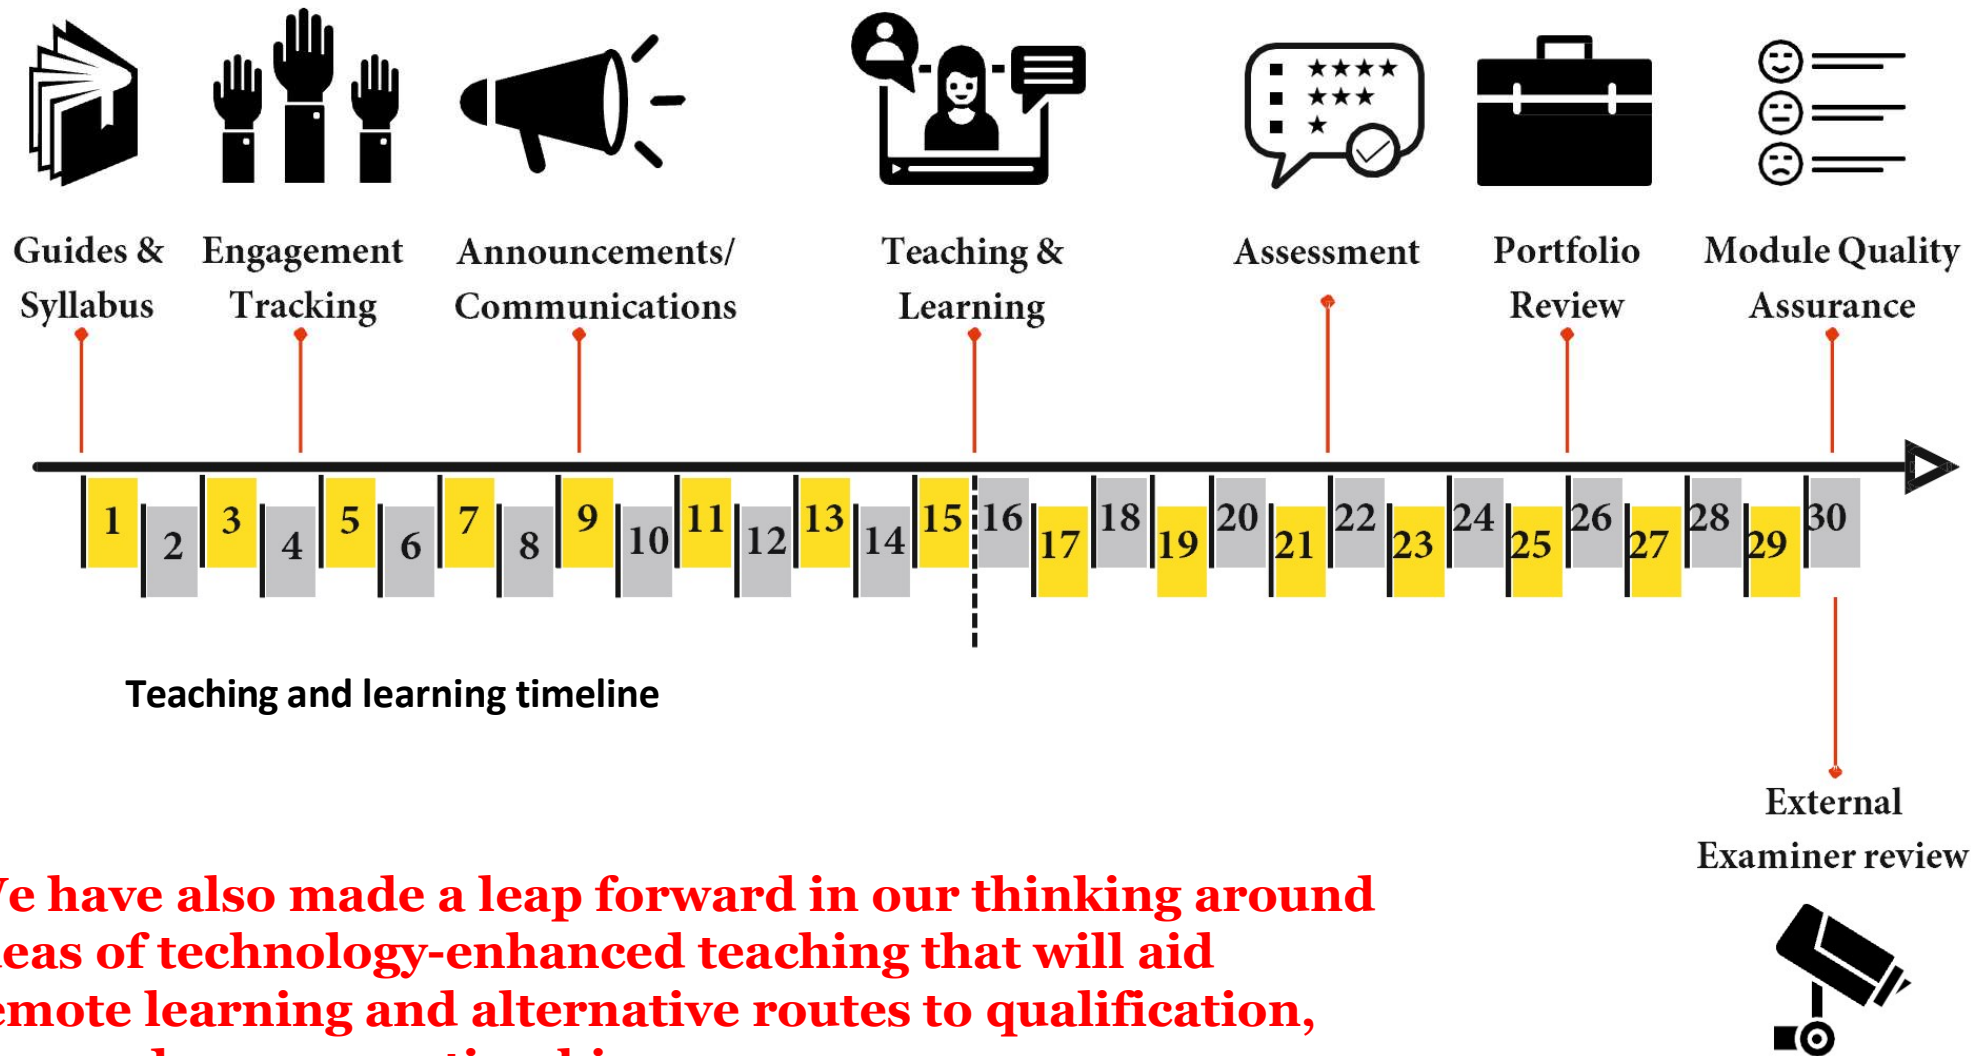 Guides &
Syllabus
Engagement
Tracking
Announcements/
Communications
Teaching &
Learning
Assessment
Portfolio
Review
Module Quality
Assurance
1 2 3 4 5 6 7 8 9 10 11 12 13 14 15 16 17 18 19 20 21 22 23 24 25 26 27 28 29 30
Teaching and learning timeline
External
Examiner review
have also made a leap forward in our thinking around
of technology-enhanced teaching that will aid
learning and alternative routes to qualification,